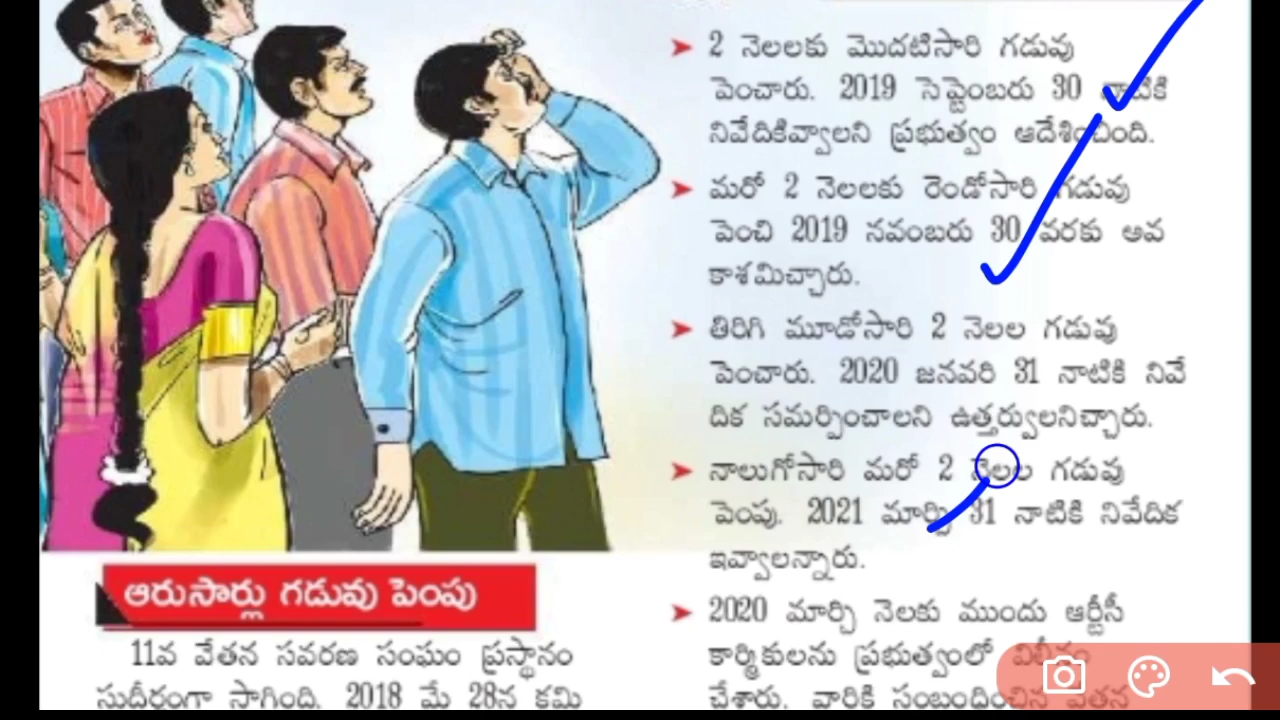 ➤ 2 నెలలకు మొదటిసారి గడువు
పెంచారు. 2019 సెప్టెంబరు 30 నాటికి
నివేదికివ్వాలని ప్రభుత్వం ఆదేశించింది.
➤ మరో 2 నెలలకు రెండోసారి గడువు
పెంచి 2019 నవంబరు 30 వరకు అవ
కాశమిచ్చారు.
➤ తిరిగి మూడోసారి 2 నెలల గడువు
పెంచారు. 2020 జనవరి 31 నాటికి నివే
దిక సమర్పించాలని ఉత్తర్వులనిచ్చారు.
➤ నాలుగోసారి మరో 2 నెలల గడువు
పెంపు. 2021 మార్చి 31 నాటికి నివేదిక
ఇవ్వాలన్నారు.
➤ 2020 మార్చి నెలకు ముందు ఆర్టీసీ
కార్మికులను ప్రభుత్వంలో విలీనం
చేశారు. వారికి సంబంధించిన వేతన
ఆరుసార్లు గడువు పెంపు
11వ వేతన సవరణ సంఘం ప్రస్థానం
సుదీర్ఘంగా సాగింది. 2018 మే 28న కమి